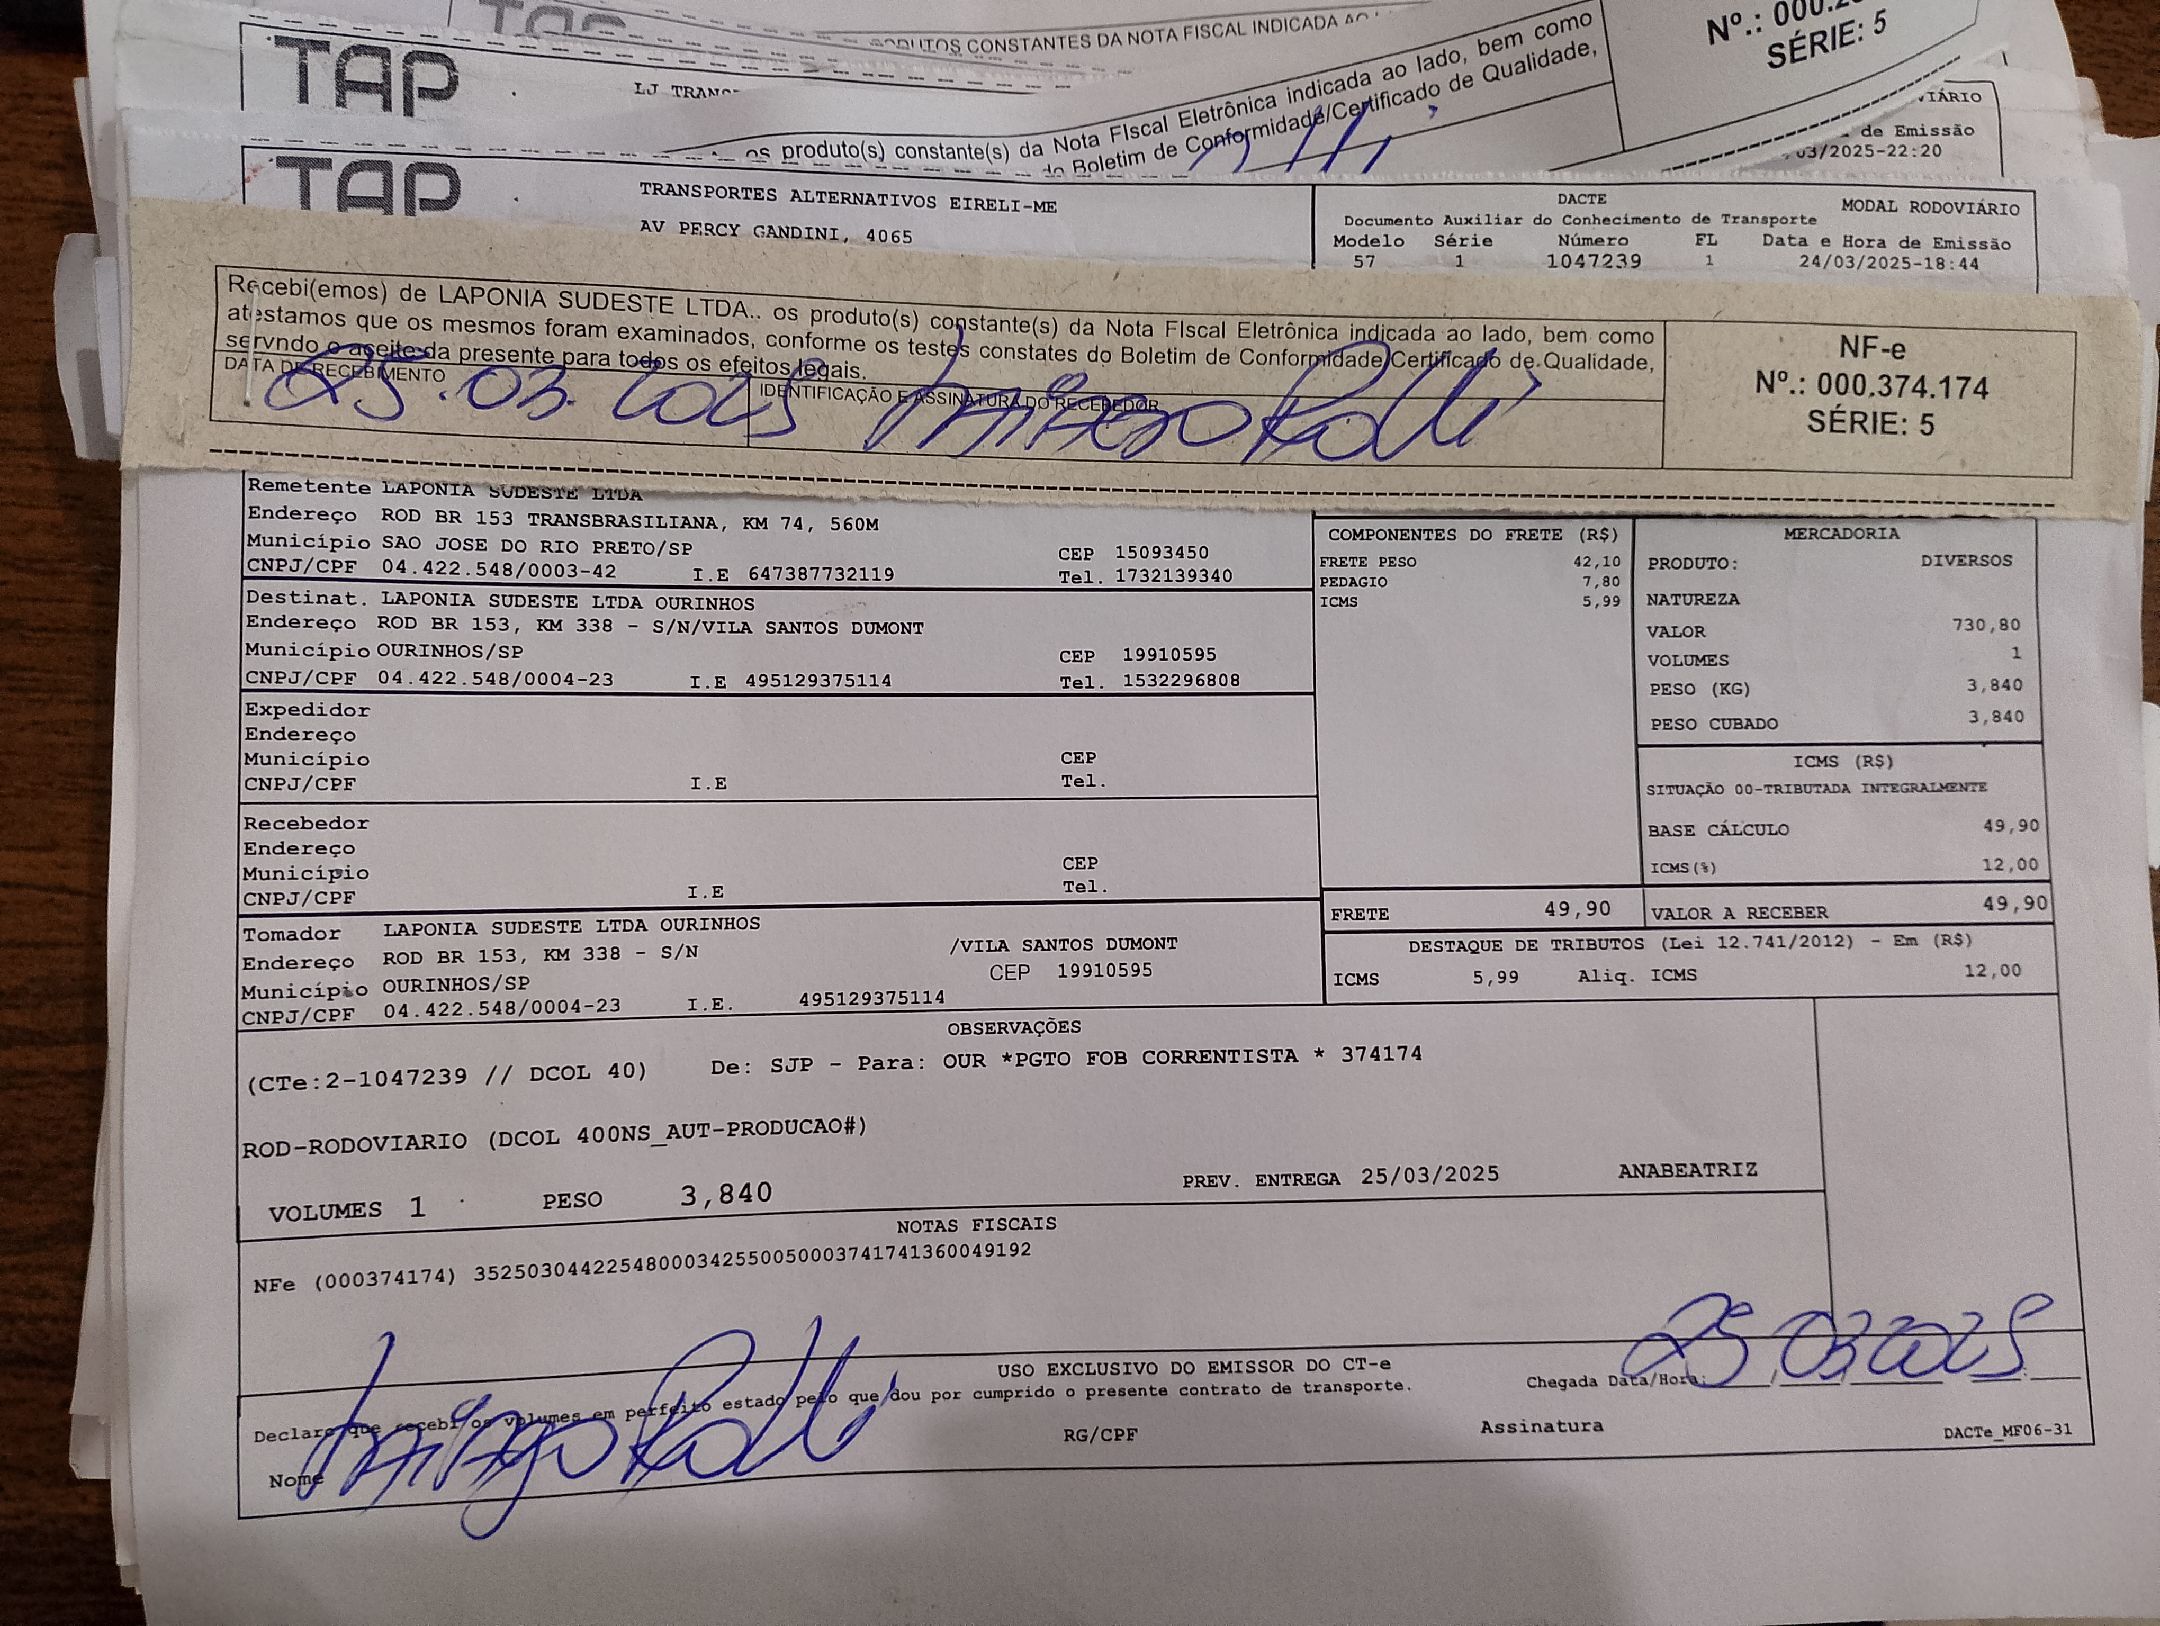 TAP
PRODUTOS CONSTANTES DA NOTA FISCAL INDICADA
TAP
LJ
os produto(s) constante(s) da Nota FIscal Eletrônica indicada ao lado, bem como
do Boletim de Conformidade/Certificado de Qualidade,
Nº.:
SÉRIE: 5
de Emissão
03/2025-22:20
TAP
TRANSPORTES ALTERNATIVOS EIRELI-ME
AV PERCY GANDINI, 4065
DACTE
MODAL RODOVIÁRIO
Documento Auxiliar do Conhecimento de Transporte
Modelo Série Número FL Data e Hora de Emissão
57 1 1047239 1 24/03/2025-18:44
Recebi(emos) de LAPONIA SUDESTE LTDA.. os produto(s) constante(s) da Nota FIscal Eletrônica indicada ao lado, bem como
atestamos que os mesmos foram examinados, conforme os testes constates do Boletim de Conformidade/Certificado de Qualidade,
servndo o aceite da presente para todos os efeitos legais.
DATA DE RECEBIMENTO
IDENTIFICAÇÃO E ASSINATURA DO RECEBEDOR
25.03.2025
NF-e
Nº.: 000.374.174
SÉRIE: 5
Remetente LAPONIA SUDESTE LTDA
Endereço ROD BR 153 TRANSBRASILIANA, KM 74, 560M
Município SAO JOSE DO RIO PRETO/SP CEP 15093450
CNPJ/CPF 04.422.548/0003-42 I.E 647387732119 Tel. 1732139340
Destinat. LAPONIA SUDESTE LTDA OURINHOS
Endereço ROD BR 153, KM 338 - S/N/VILA SANTOS DUMONT
Município OURINHOS/SP CEP 19910595
CNPJ/CPF 04.422.548/0004-23 I.E 495129375114 Tel. 1532296808
Expedidor
Endereço
Município CEP
CNPJ/CPF I.E Tel.
Recebedor
Endereço
Município CEP
CNPJ/CPF I.E Tel.
Tomador LAPONIA SUDESTE LTDA OURINHOS
Endereço ROD BR 153, KM 338 - S/N /VILA SANTOS DUMONT
Município OURINHOS/SP CEP 19910595
CNPJ/CPF 04.422.548/0004-23 I.E. 495129375114
COMPONENTES DO FRETE (R$)
FRETE PESO 42,10
PEDAGIO 7,80
ICMS 5,99
MERCADORIA
PRODUTO: DIVERSOS
NATUREZA
VALOR 730,80
VOLUMES 1
PESO (KG) 3,840
PESO CUBADO 3,840
ICMS (R$)
SITUAÇÃO 00-TRIBUTADA INTEGRALMENTE
BASE CÁLCULO 49,90
ICMS(%) 12,00
FRETE 49,90 VALOR A RECEBER 49,90
DESTAQUE DE TRIBUTOS (Lei 12.741/2012) - Em (R$)
ICMS 5,99 Aliq. ICMS 12,00
OBSERVAÇÕES
(CTe:2-1047239 // DCOL 40) De: SJP - Para: OUR *PGTO FOB CORRENTISTA * 374174
ROD-RODOVIARIO (DCOL 400NS_AUT-PRODUCAO#)
VOLUMES 1 PESO 3,840 PREV. ENTREGA 25/03/2025 ANABEATRIZ
NOTAS FISCAIS
NFe (000374174) 35250304422548000342550050003741741360049192
USO EXCLUSIVO DO EMISSOR DO CT-e
Declaro que recebi os volumes em perfeito estado pelo que dou por cumprido o presente contrato de transporte.
Chegada Data/Hora: 25 03 2025
Nome RG/CPF Assinatura DACTe_MF06-31